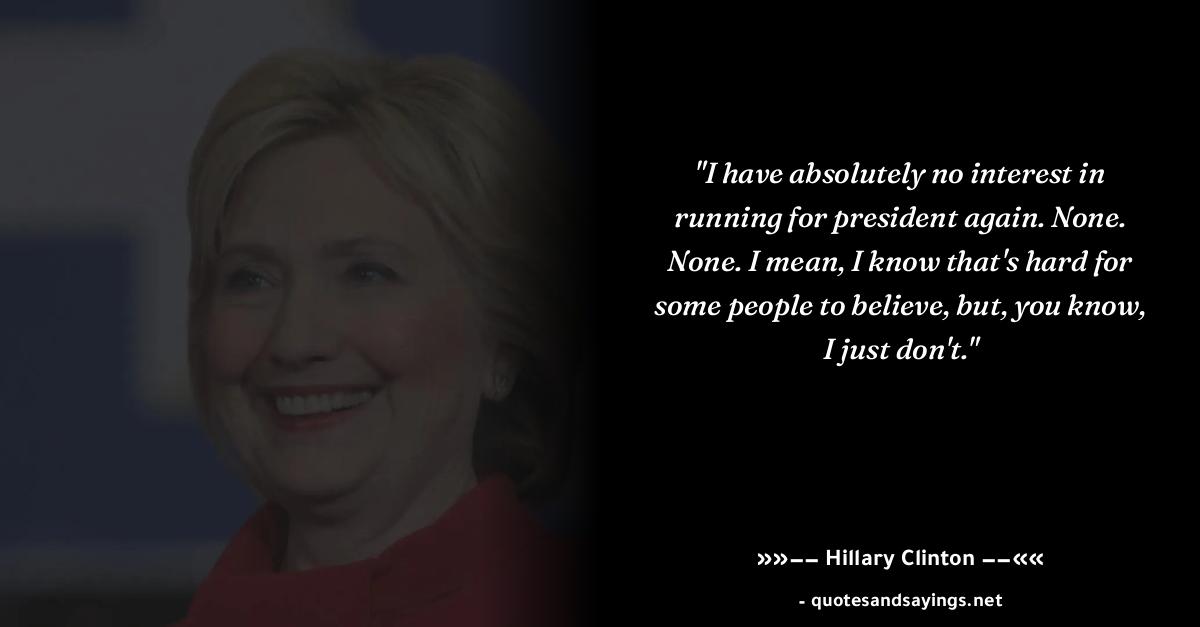 "I have absolutely no interest in
running for president again. None.
None. I mean, I know that's hard for
some people to believe, but, you know,
I just don't."
»»−− Hillary Clinton −−««
- quotesandsayings.net